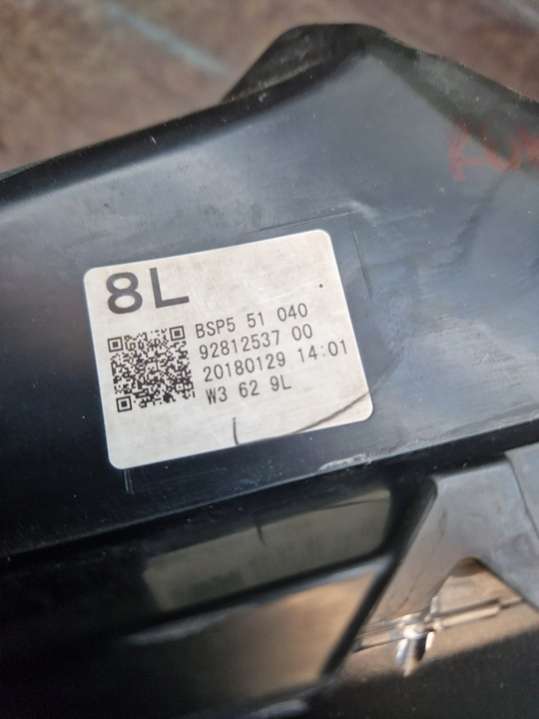 8L
BSP5 51 040
92812537 00
20180129 14:01
W3 62 9L